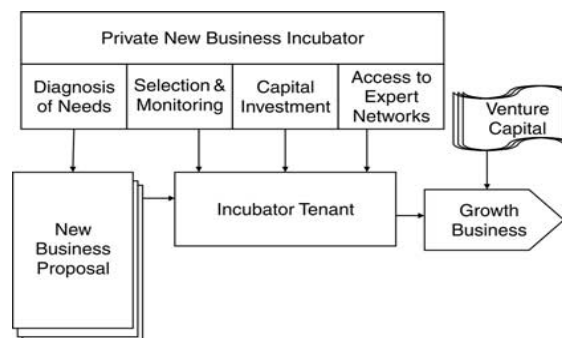 Private New Business Incubator
Diagnosis
of Needs
Selection &
Monitoring
Capital
Investment
Access to
Expert
Networks
Venture
Capital
New
Business
Proposal
Incubator Tenant
Growth
Business